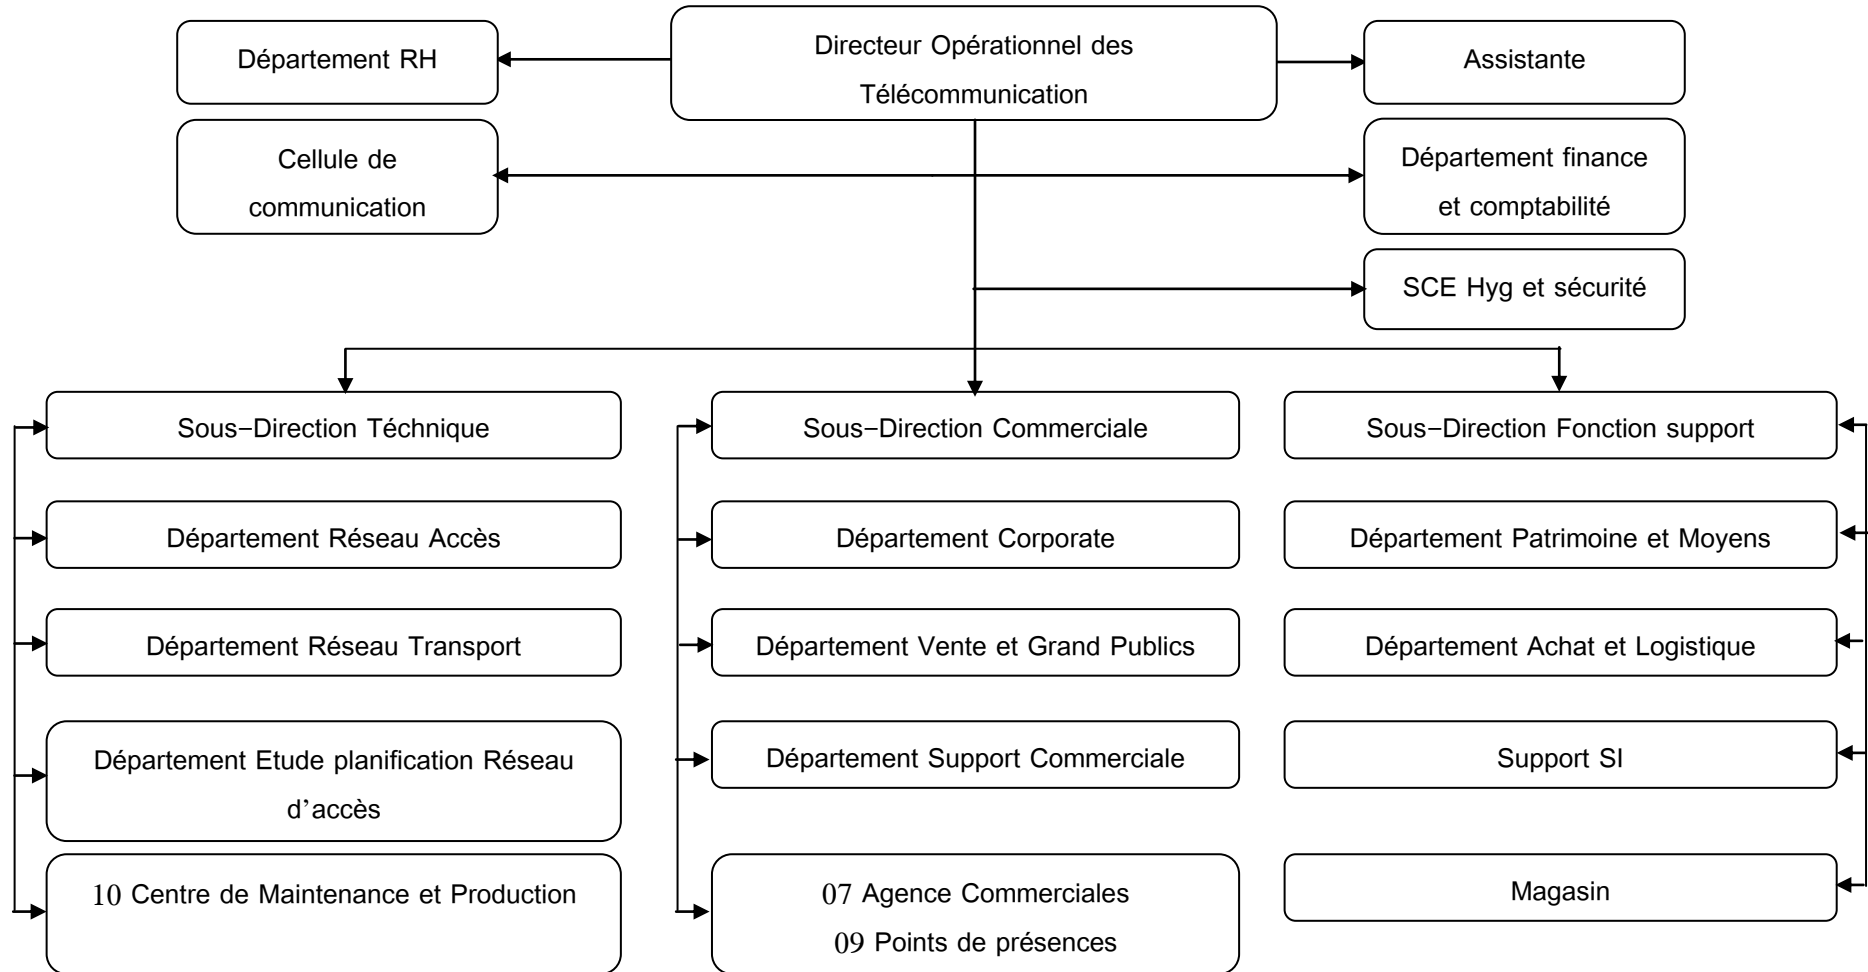 Département RH
Directeur Opérationnel des
Télécommunication
Assistante
Cellule de
communication
Département finance
et comptabilité
SCE Hyg et sécurité
Sous-Direction Téchnique
Sous-Direction Commerciale
Sous-Direction Fonction support
Département Réseau Accès
Département Corporate
Département Patrimoine et Moyens
Département Réseau Transport
Département Vente et Grand Publics
Département Achat et Logistique
Département Etude planification Réseau
d’accès
Département Support Commerciale
Support SI
10 Centre de Maintenance et Production
07 Agence Commerciales
09 Points de présences
Magasin